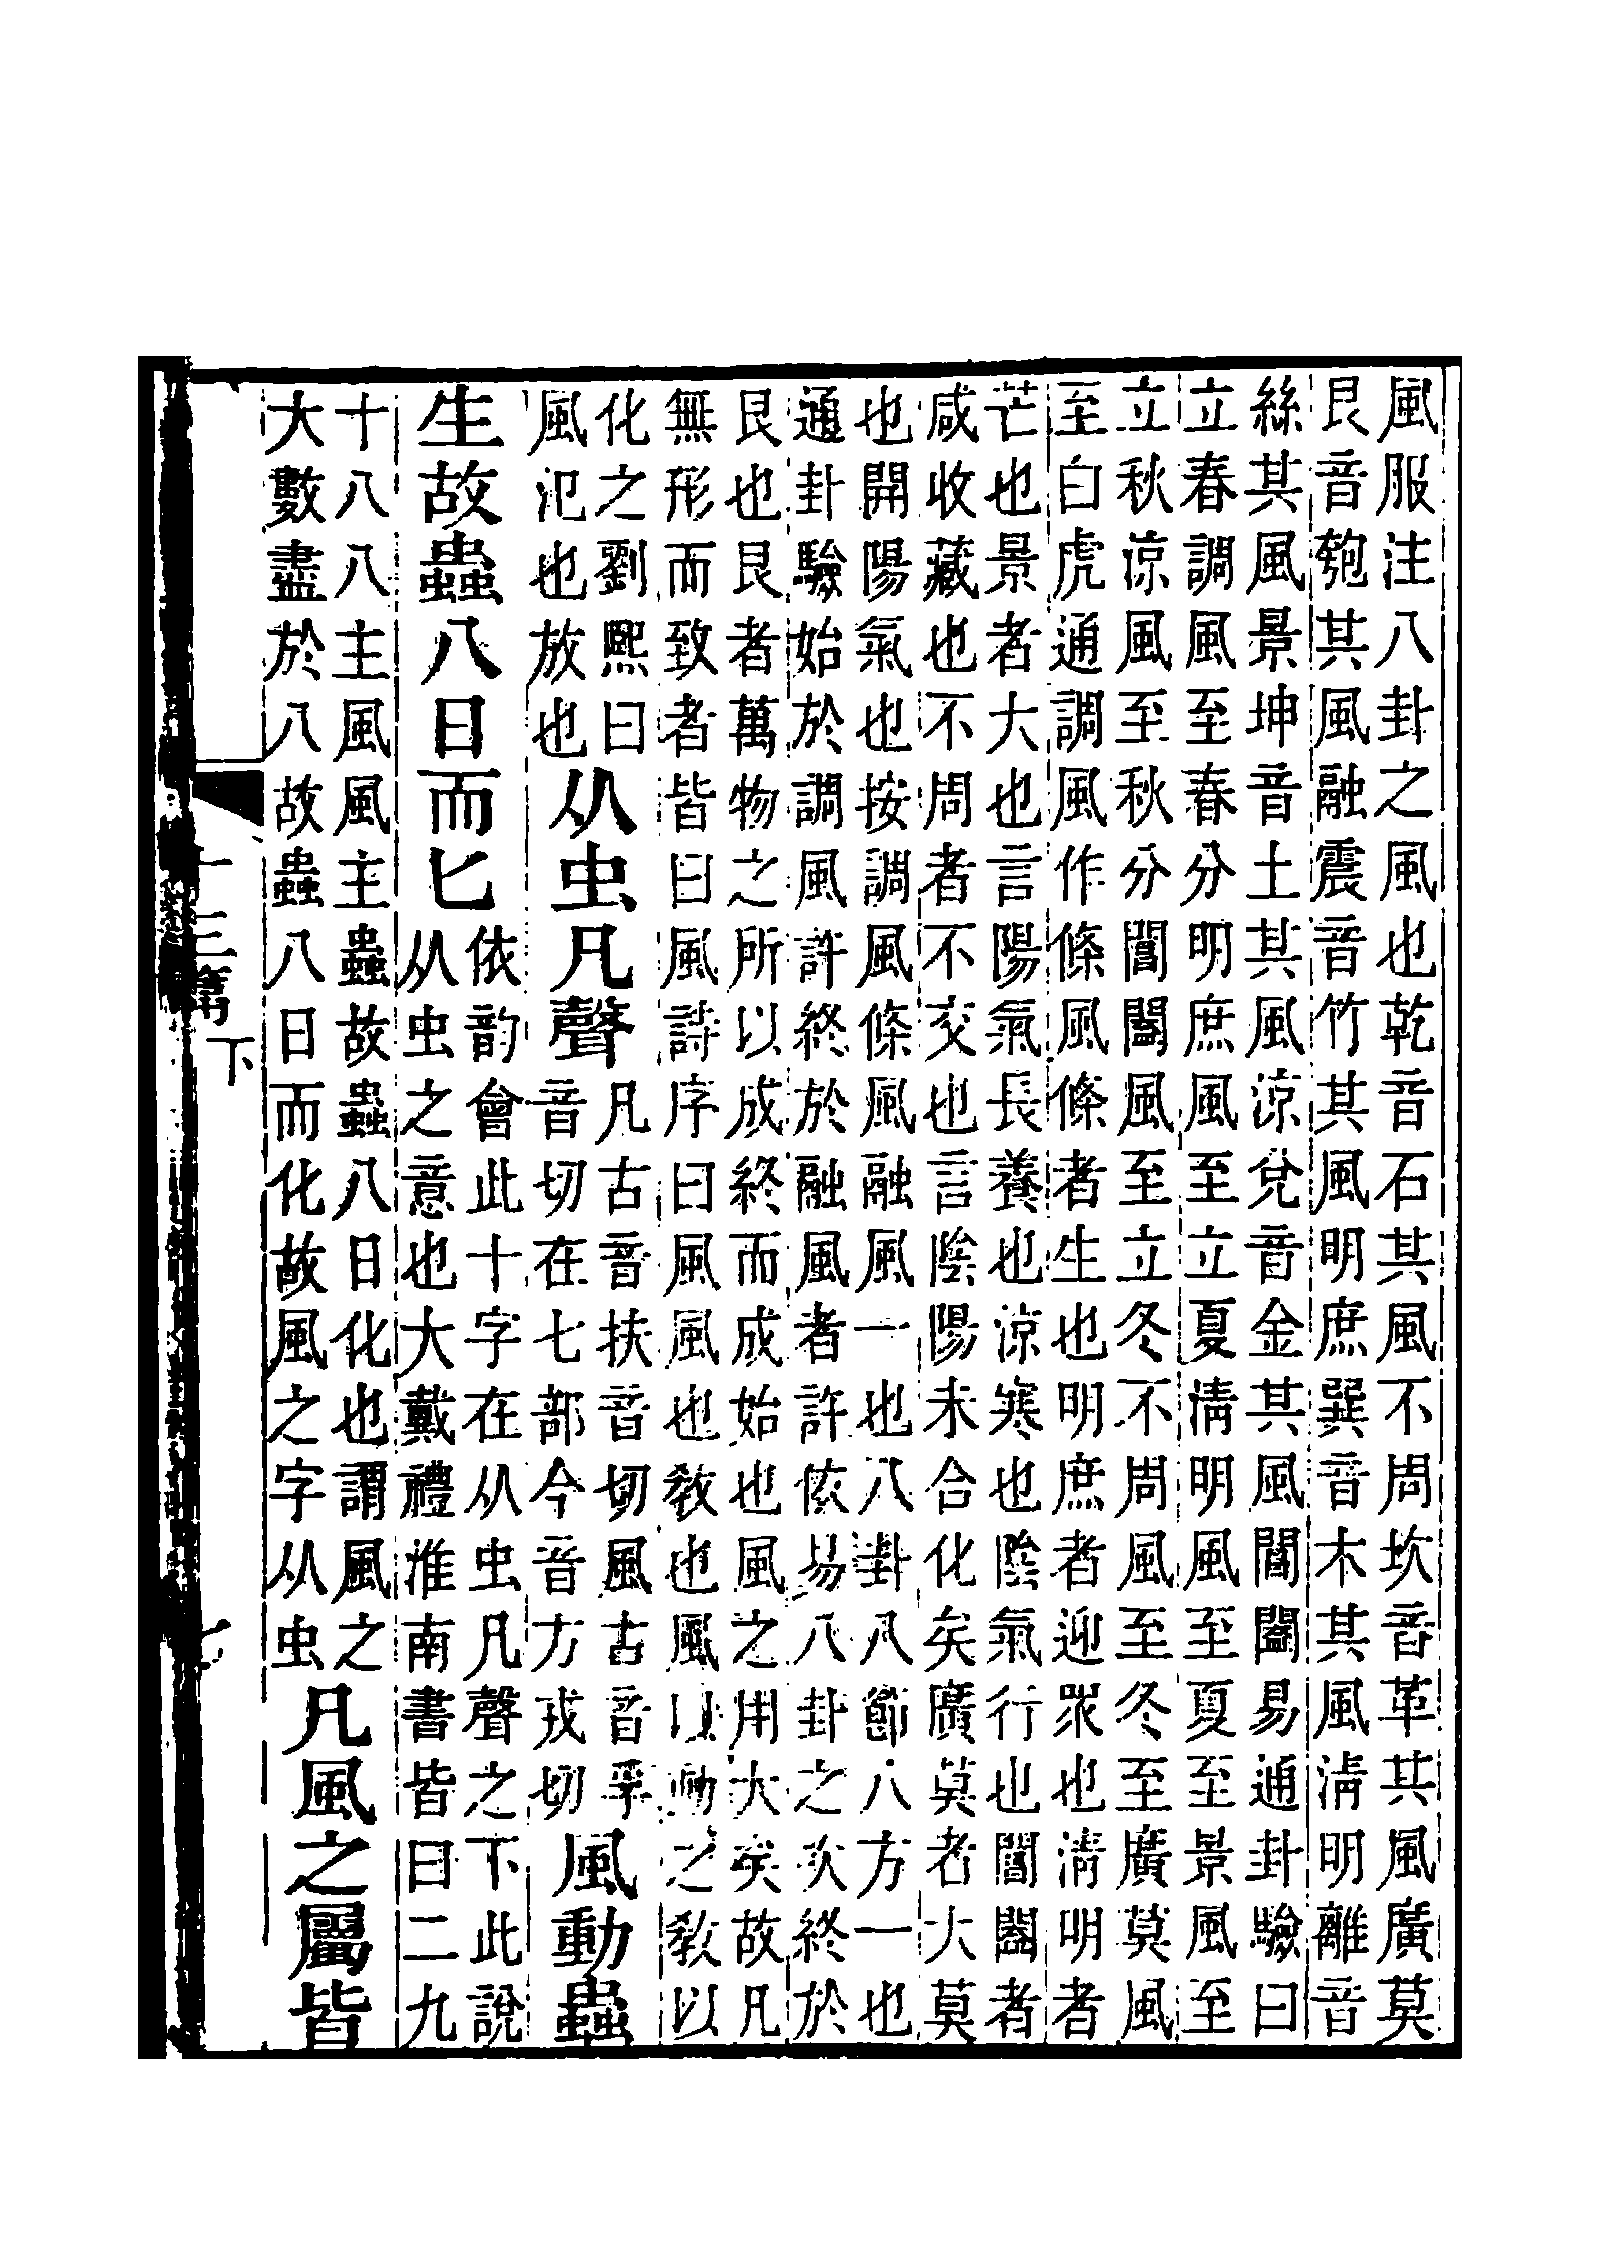 風服注八卦之風也乾音石其風不周坎音革其風廣莫
艮音匏其風融震音竹其風明庶巽音木其風淸明離音
絲其風景坤音土其風涼兌音金其風閶闔易通卦驗曰
立春調風至春分明庶風至立夏淸明風至夏至景風至
立秋涼風至秋分閶闔風至立冬不周風至冬至廣莫風
至白虎通調風作條風條者生也明庶者迎眾也淸明者
芒也景者大也言陽氣長養也涼寒也陰氣行也閶闔者
咸收藏也不周者不交也言陰陽未合化矣廣莫者大莫
也開陽氣也按調風條風融風一也八卦八節八方一也
通卦驗始於調風許終於融風者許依易八卦之次終於
艮也艮者萬物之所以成終而成始也風之用大矣故凡
無形而致者皆曰風詩序曰風風也敎也風以動之敎以
化之劉熙曰
風氾也放也
从虫凡聲
凡古音扶音切風古音孚
音切在七部今音方戎切
風動蟲
生故蟲八日而匕
依韵會此十字在从虫凡聲之下此說
从虫之意也大戴禮淮南書皆曰二九
十八八主風風主蟲故蟲八日化也謂風之
大數盡於八故蟲八日而化故風之字从虫
凡風之屬皆
十三篇下
七